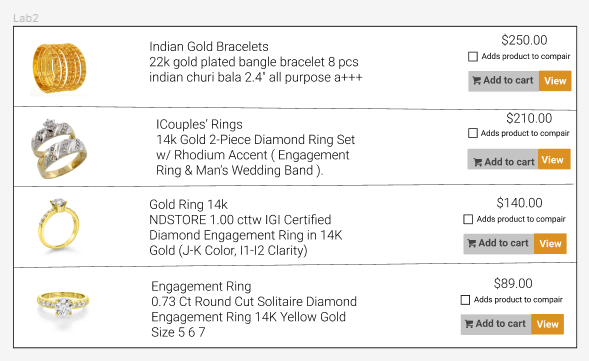 Lab2
Indian Gold Bracelets
22k gold plated bangle bracelet 8 pcs
indian churi bala 2.4" all purpose a+++
$250.00
Adds product to compair
Add to cart View
ICouples' Rings
14k Gold 2-Piece Diamond Ring Set
w/ Rhodium Accent ( Engagement
Ring & Man's Wedding Band ).
$210.00
Adds product to compair
Add to cart View
Gold Ring 14k
NDSTORE 1.00 cttw IGI Certified
Diamond Engagement Ring in 14K
Gold (J-K Color, I1-I2 Clarity)
$140.00
Adds product to compair
Add to cart View
Engagement Ring
0.73 Ct Round Cut Solitaire Diamond
Engagement Ring 14K Yellow Gold
Size 5 6 7
$89.00
Adds product to compair
Add to cart View